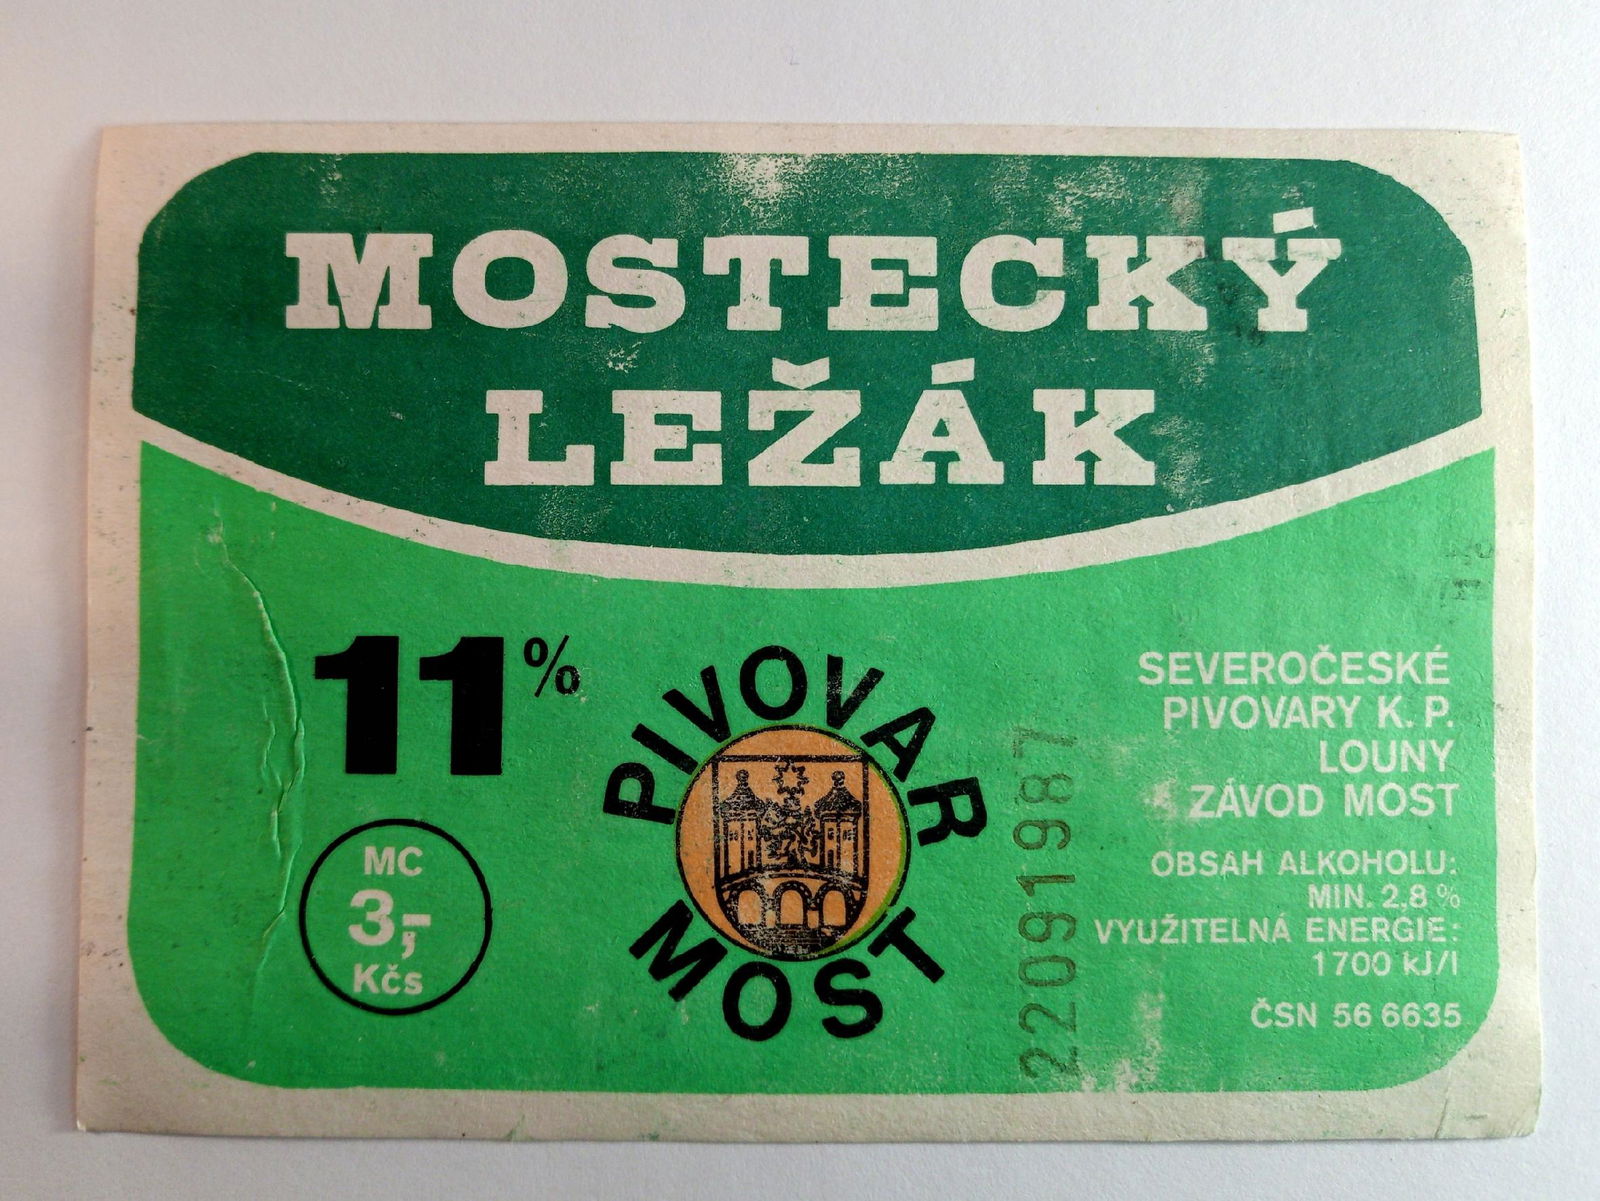 MOSTECKÝ
LEŽÁK
11%
MC
3,-
Kčs
PIVOVAR
MOST
22091987
SEVEROČESKÉ
PIVOVARY K. P.
LOUNY
ZÁVOD MOST
OBSAH ALKOHOLU:
MIN. 2,8 %
VYUŽITELNÁ ENERGIE:
1700 kJ/l
ČSN 56 6635